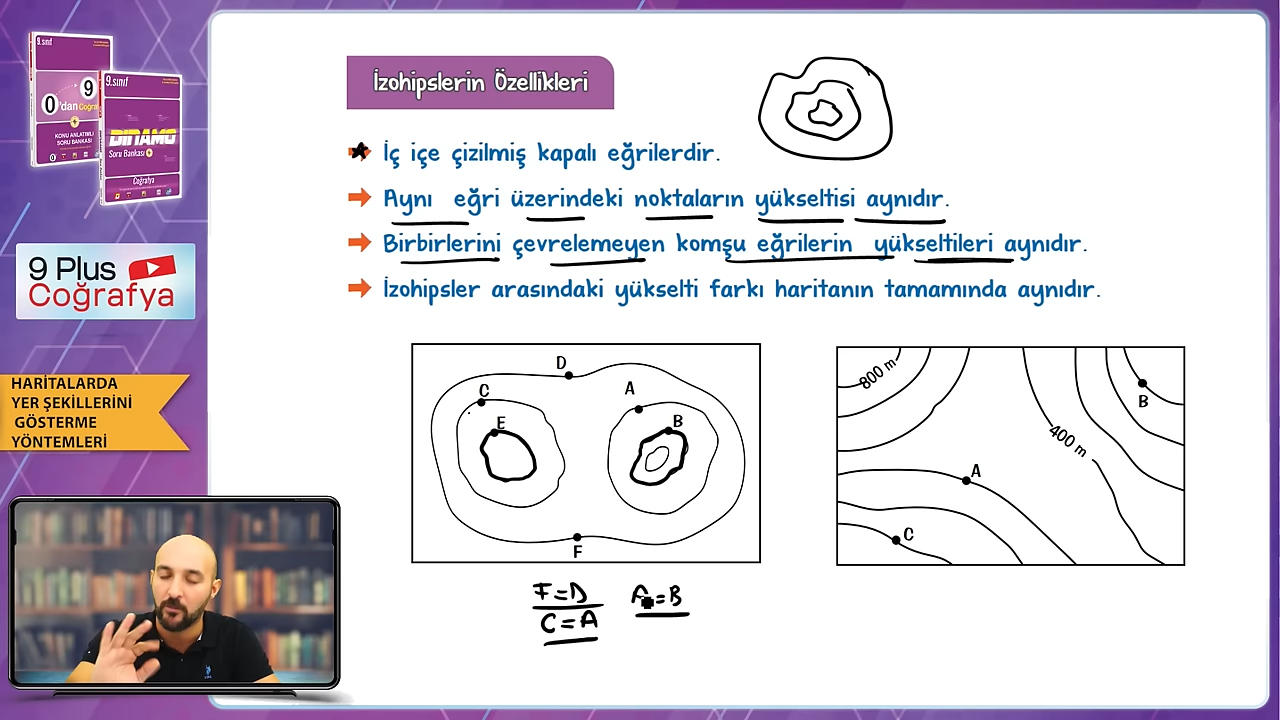 9.sınıf
0'dan 9 Coğrafya
KONU ANLATIMLI
SORU BANKASI
9.sınıf
DİNAMO
Soru Bankası
Coğrafya
9 Plus
Coğrafya
HARİTALARDA
YER ŞEKİLLERİNİ
GÖSTERME
YÖNTEMLERİ
İzohipslerin Özellikleri
İç içe çizilmiş kapalı eğrilerdir.
Aynı eğri üzerindeki noktaların yükseltisi aynıdır.
Birbirlerini çevrelemeyen komşu eğrilerin yükseltileri aynıdır.
İzohipsler arasındaki yükselti farkı haritanın tamamında aynıdır.
D
C
A
E
B
F
800 m
B
400 m
A
C
F=D
C=A
A=B